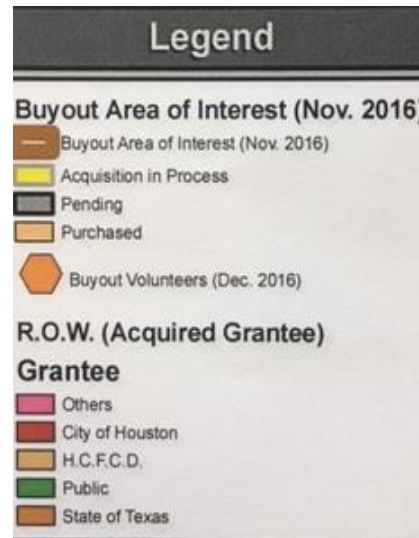 Legend
Buyout Area of Interest (Nov. 2016)
Buyout Area of Interest (Nov. 2016)
Acquisition in Process
Pending
Purchased
Buyout Volunteers (Dec. 2016)
R.O.W. (Acquired Grantee)
Grantee
Others
City of Houston
H.C.F.C.D.
Public
State of Texas